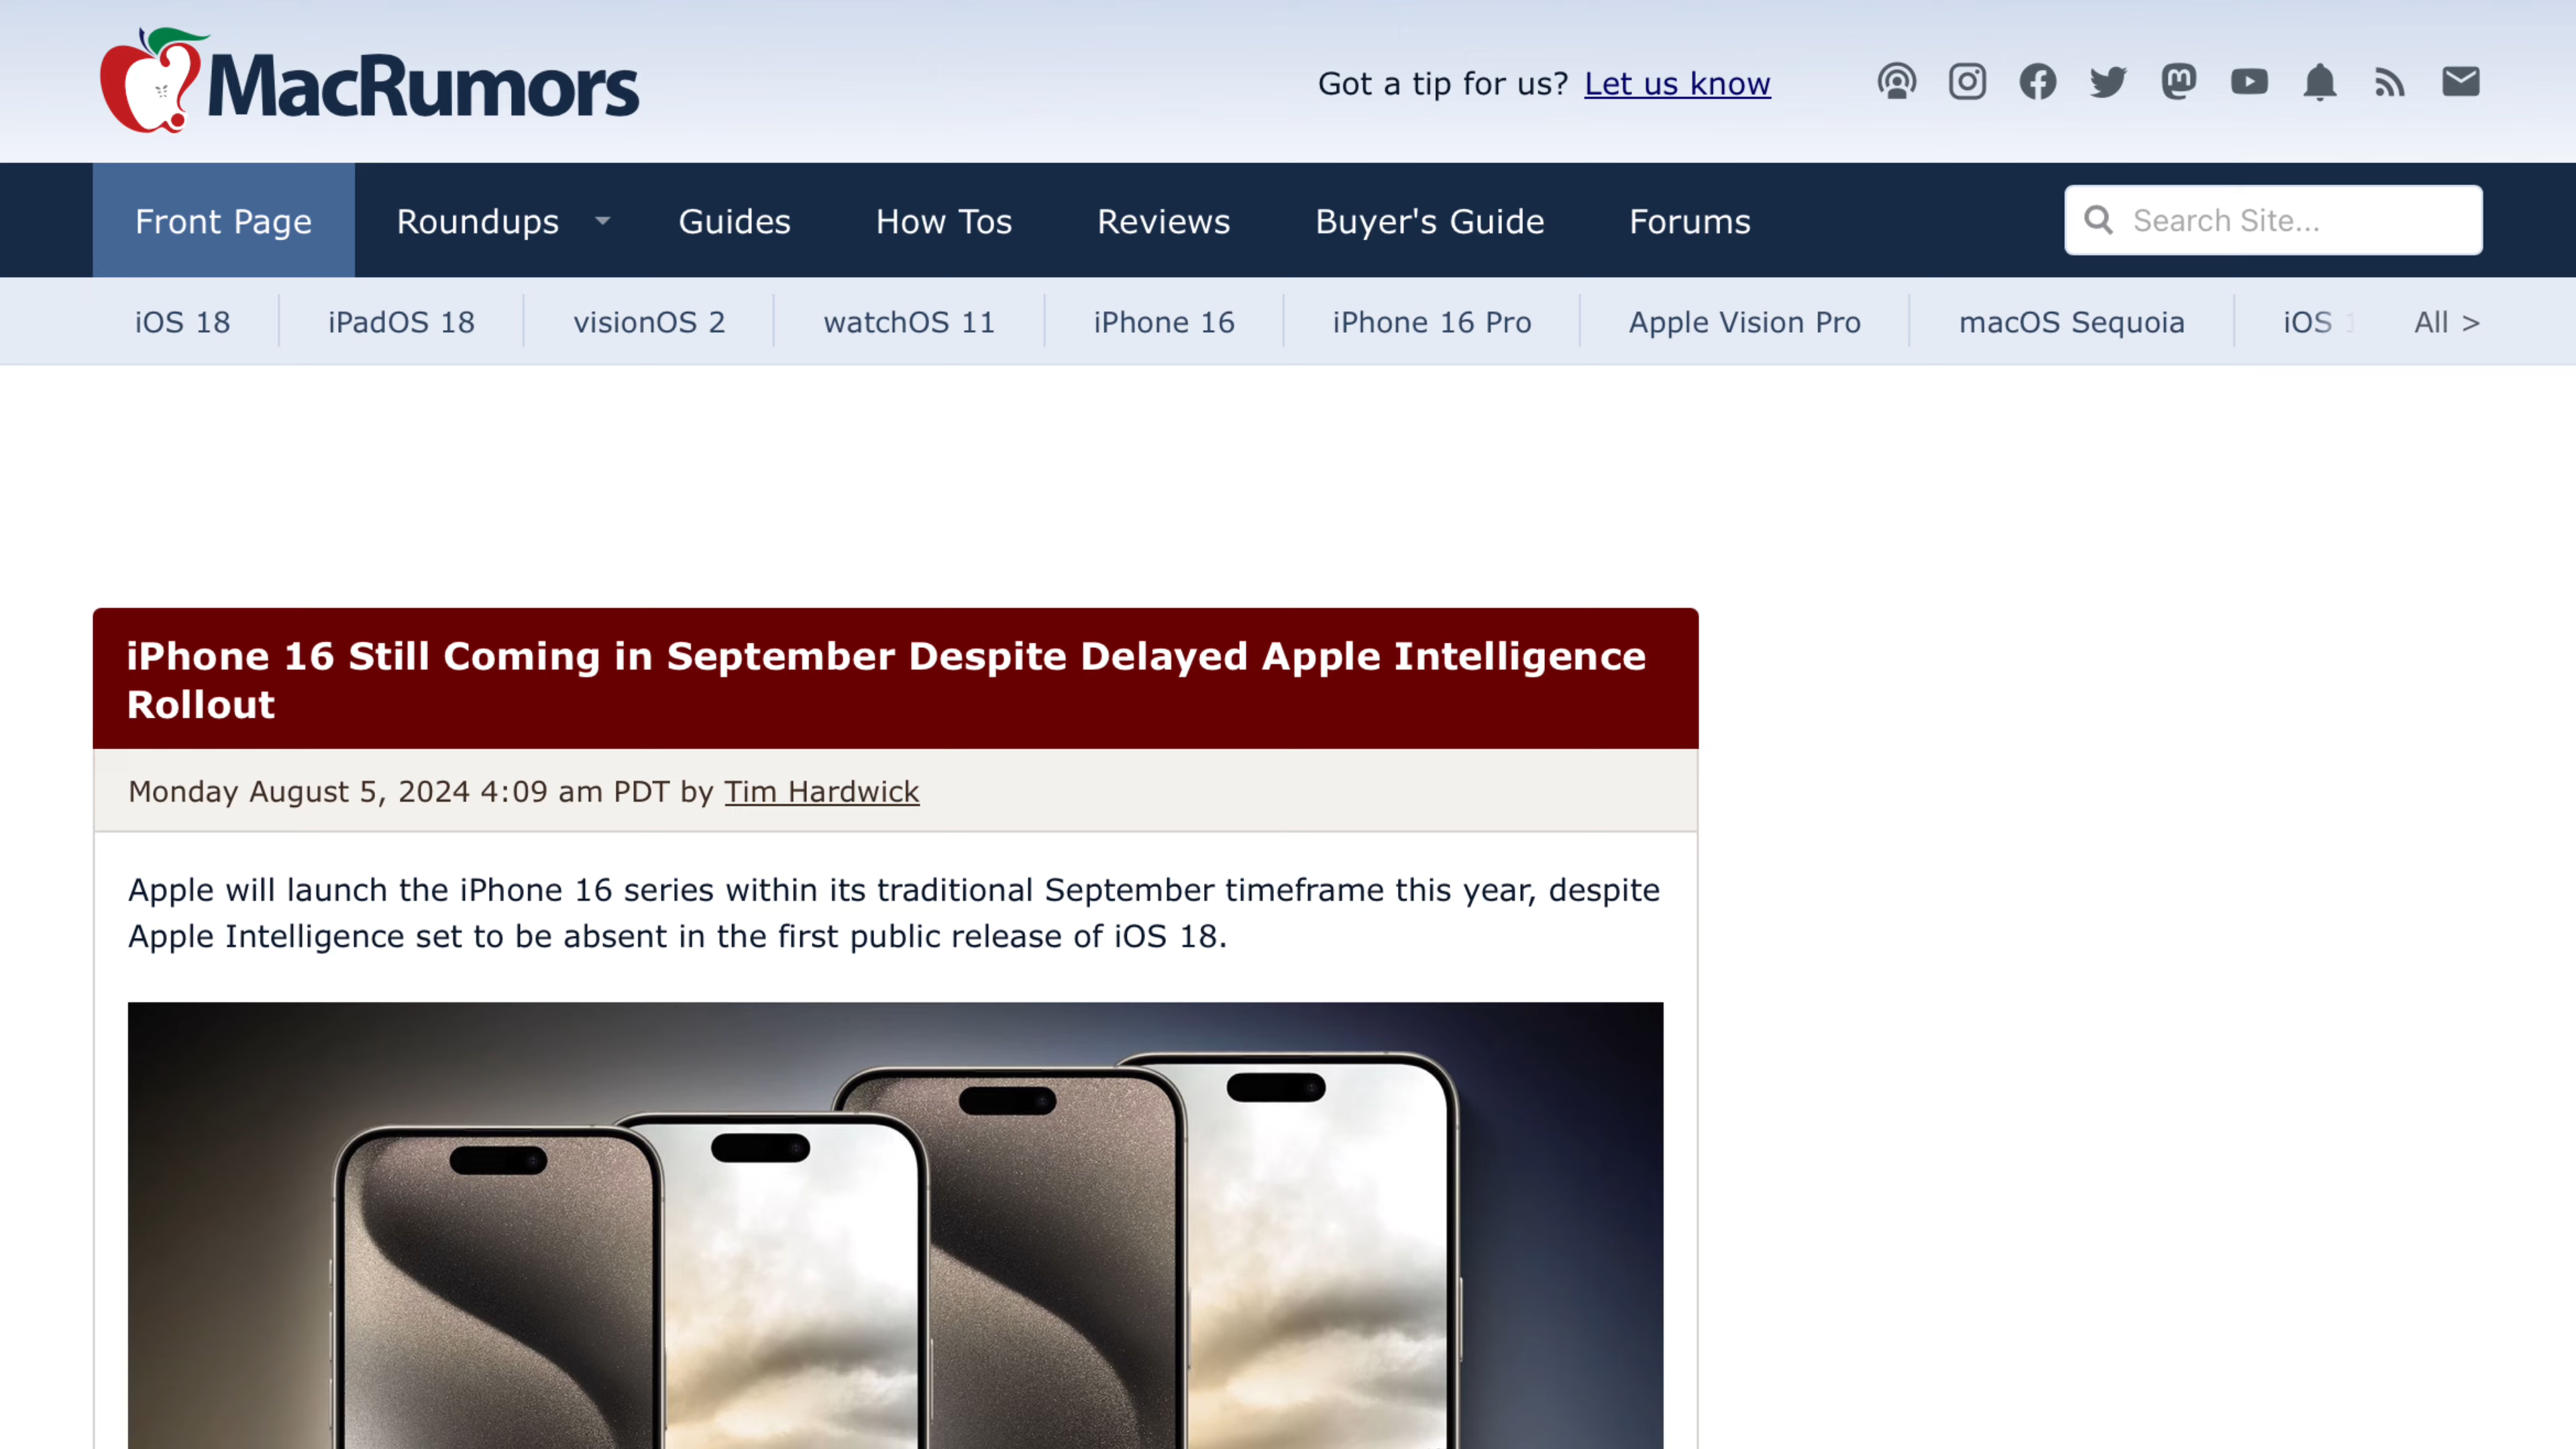 MacRumors
Got a tip for us? Let us know
Front Page Roundups Guides How Tos Reviews Buyer's Guide Forums Search Site...
iOS 18 iPadOS 18 visionOS 2 watchOS 11 iPhone 16 iPhone 16 Pro Apple Vision Pro macOS Sequoia iOS All >
iPhone 16 Still Coming in September Despite Delayed Apple Intelligence
Rollout
Monday August 5, 2024 4:09 am PDT by Tim Hardwick
Apple will launch the iPhone 16 series within its traditional September timeframe this year, despite
Apple Intelligence set to be absent in the first public release of iOS 18.